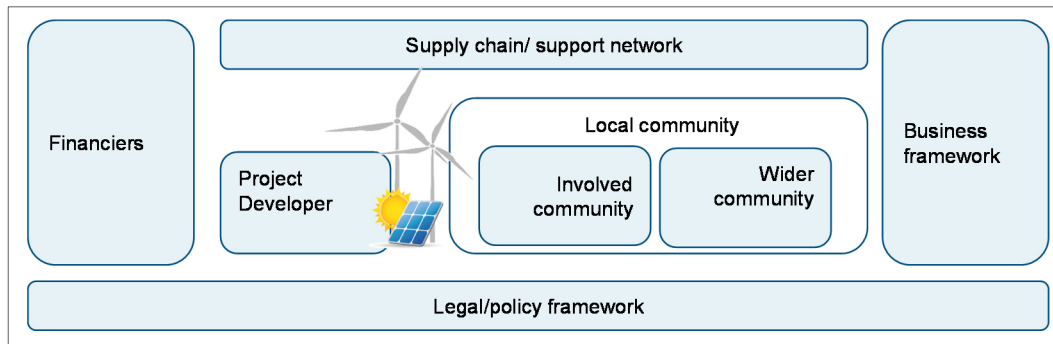 Supply chain/ support network
Financiers
Project
Developer
Local community
Involved
community
Wider
community
Business
framework
Legal/policy framework